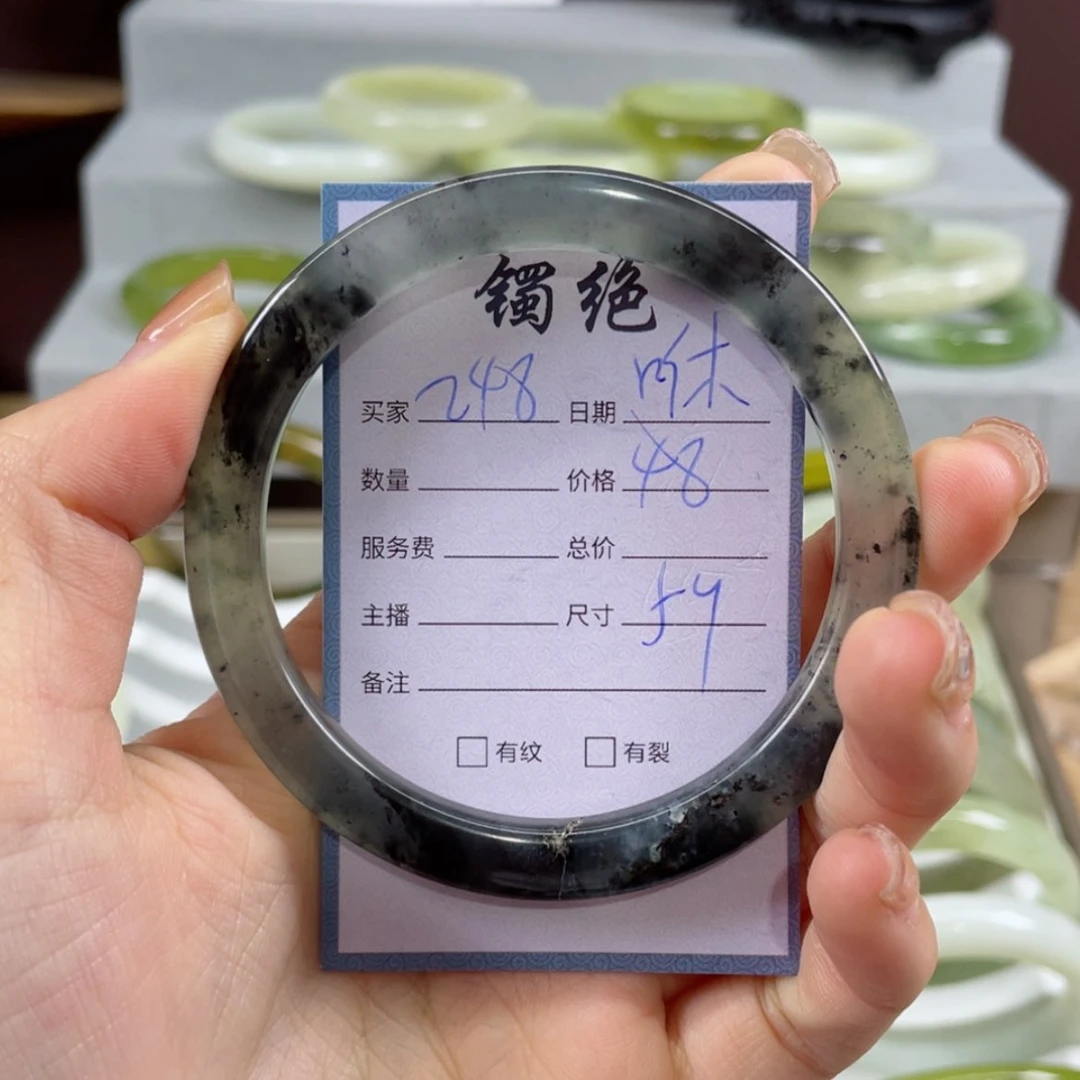 镯绝
买家 248 日期
数量 价格 48
服务费 总价
主播 尺寸 59
备注
有纹 有裂